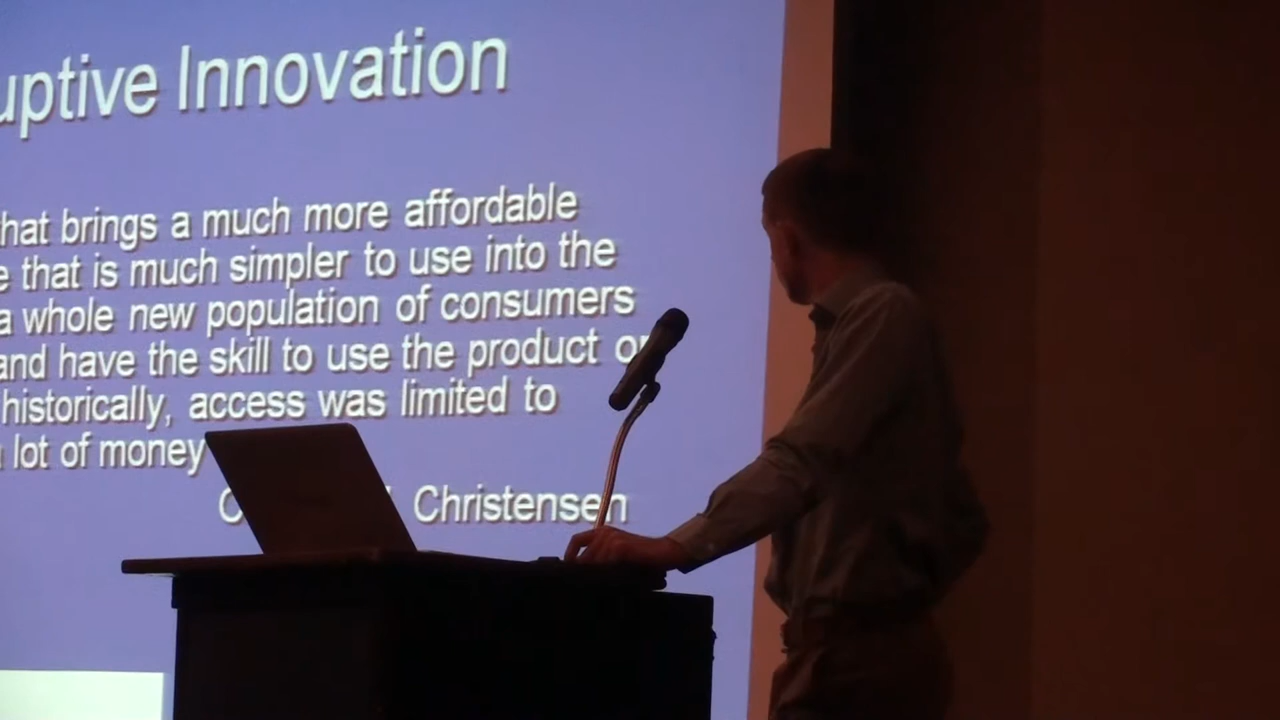 uptive Innovation
hat brings a much more affordable
e that is much simpler to use into the
a whole new population of consumers
and have the skill to use the product or
historically, access was limited to
lot of money
Christensen